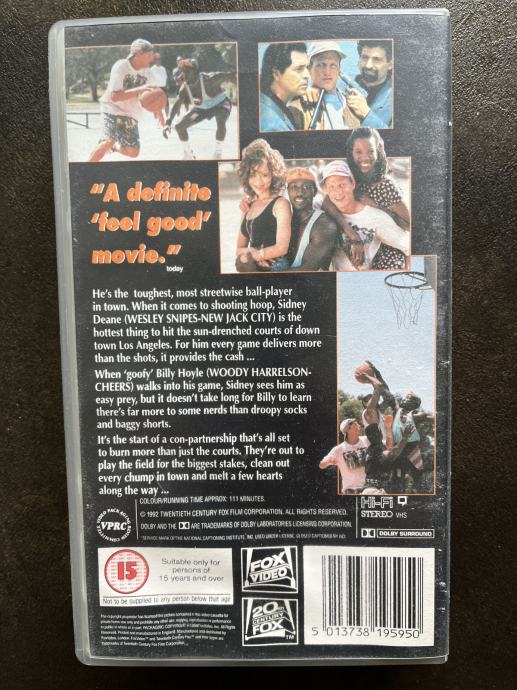 "A definite
'feel good'
movie."
today
He's the toughest, most streetwise ball-player
in town. When it comes to shooting hoop, Sidney
Deane (WESLEY SNIPES-NEW JACK CITY) is the
hottest thing to hit the sun-drenched courts of down
town Los Angeles. For him every game delivers more
than the shots, it provides the cash ...
When 'goofy' Billy Hoyle (WOODY HARRELSON-
CHEERS) walks into his game, Sidney sees him as
easy prey, but it doesn't take long for Billy to learn
there's far more to some nerds than droopy socks
and baggy shorts.
It's the start of a con-partnership that's all set
to burn more than just the courts. They're out to
play the field for the biggest stakes, clean out
every chump in town and melt a few hearts
along the way ...
COLOUR/RUNNING TIME APPROX: 111 MINUTES.
© 1992 TWENTIETH CENTURY FOX FILM CORPORATION. ALL RIGHTS RESERVED.
DOLBY AND THE DD ARE TRADEMARKS OF DOLBY LABORATORIES LICENSING CORPORATION.
VPRC
Hi-Fi
STEREO VHS
DOLBY SURROUND
15
Suitable only for
persons of
15 years and over
Not to be supplied to any person below that age
FOX
VIDEO
20TH
CENTURY
FOX
TM
5 013738 195950